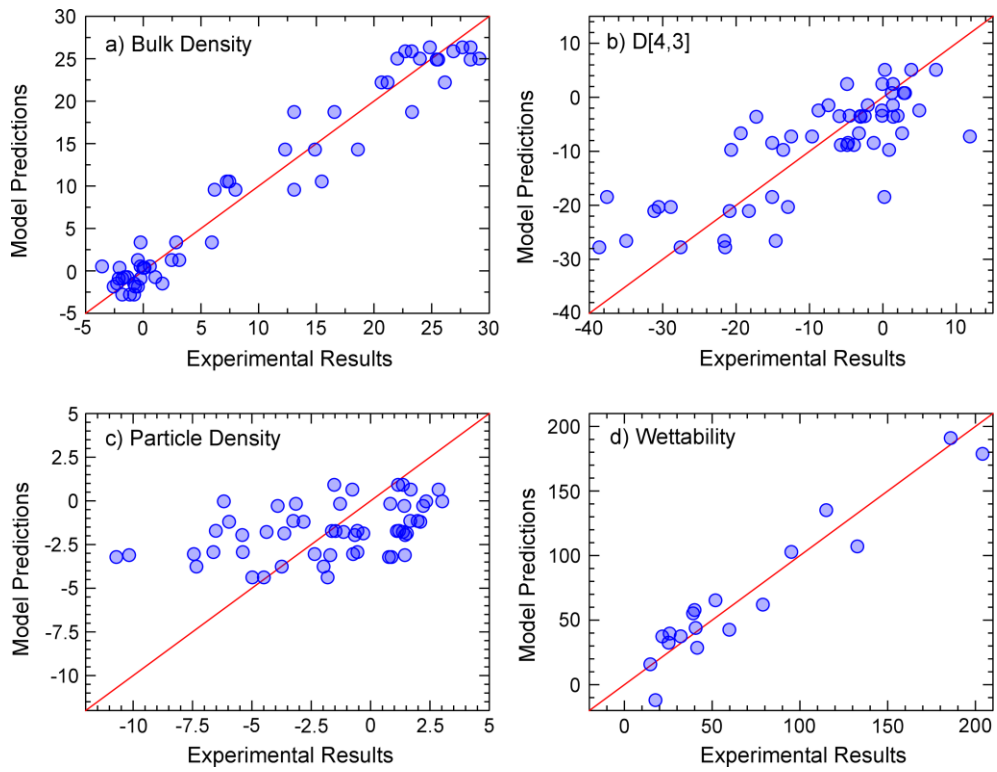 a) Bulk Density
Model Predictions
30
25
20
15
10
5
0
-5
-5 0 5 10 15 20 25 30
Experimental Results
b) D[4,3]
Model Predictions
10
0
-10
-20
-30
-40
-40 -30 -20 -10 0 10
Experimental Results
c) Particle Density
Model Predictions
5
2.5
0
-2.5
-5
-7.5
-10
-10 -7.5 -5 -2.5 0 2.5 5
Experimental Results
d) Wettability
Model Predictions
200
150
100
50
0
0 50 100 150 200
Experimental Results